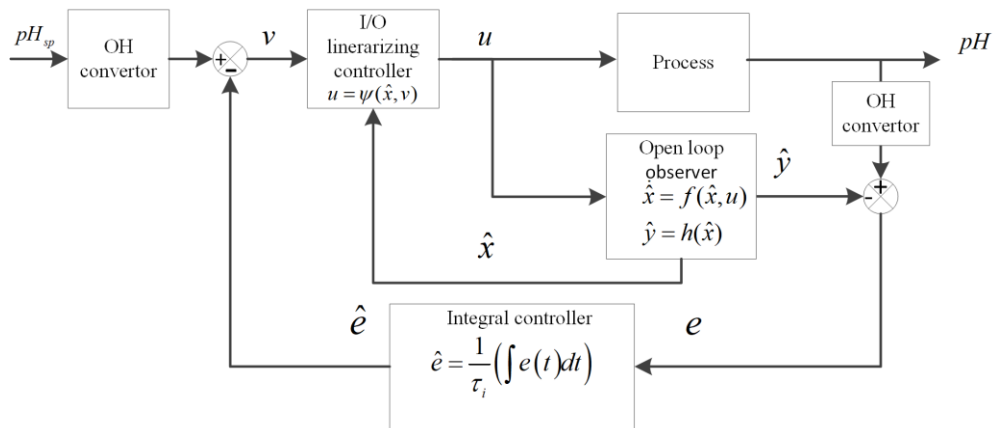 pH_sp
OH
convertor
+
-
v
I/O
linerarizing
controller
u = ψ(x̂, v)
u
Process
pH
OH
convertor
+
-
Open loop
observer
x̂̇ = f(x̂, u)
ŷ = h(x̂)
ŷ
x̂
ê
Integral controller
ê = 1/τ_i (∫ e(t)dt)
e